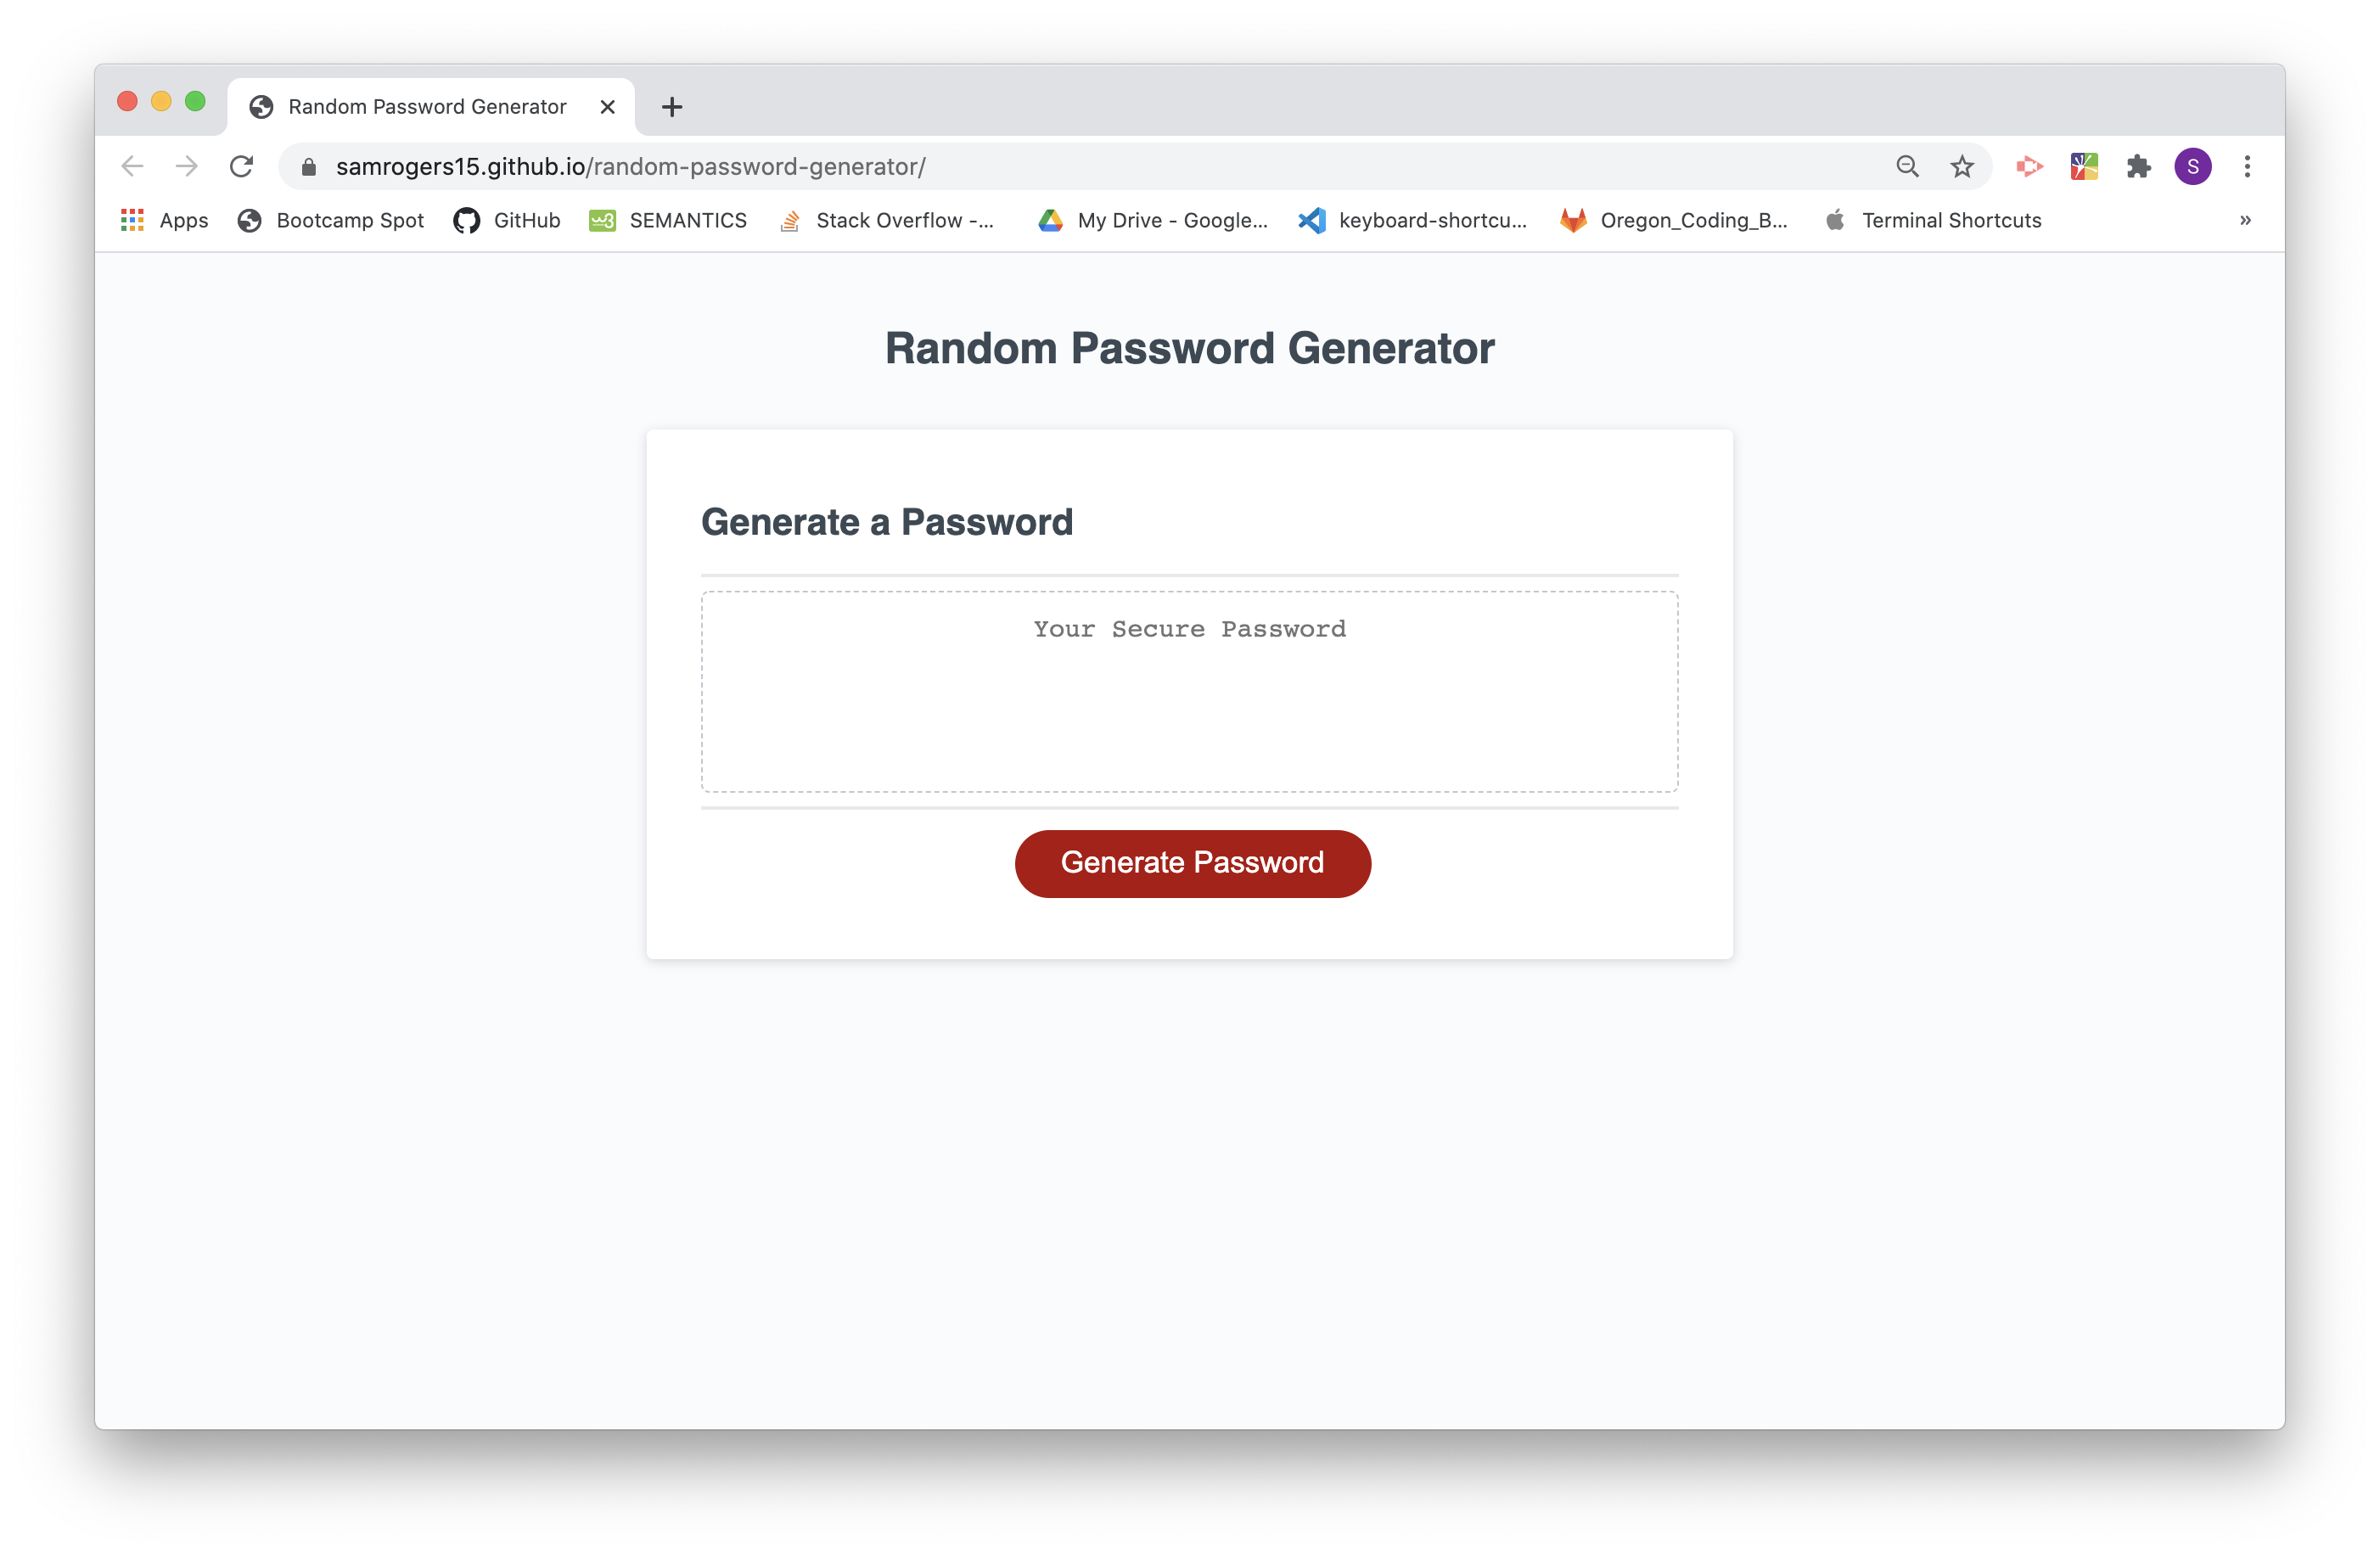 Random Password Generator
samrogers15.github.io/random-password-generator/
S
Apps Bootcamp Spot GitHub w3 SEMANTICS Stack Overflow -... My Drive - Google... keyboard-shortcu... Oregon_Coding_B... Terminal Shortcuts »
Random Password Generator
Generate a Password
Your Secure Password
Generate Password